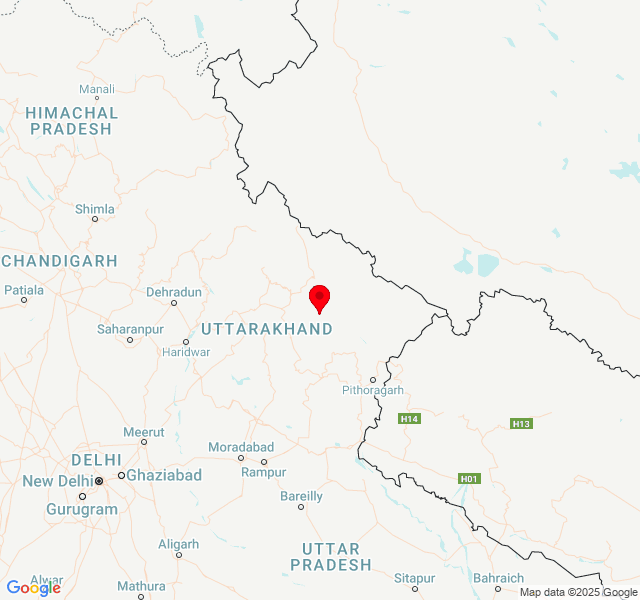 Manali
HIMACHAL
PRADESH
Shimla
CHANDIGARH
Patiala
Dehradun
Saharanpur
UTTARAKHAND
Haridwar
Pithoragarh
H14
H13
Meerut
Moradabad
DELHI
Rampur
New Delhi
Ghaziabad
H01
Gurugram
Bareilly
Aligarh
UTTAR
PRADESH
Alwar
Mathura
Sitapur
Bahraich
Google
Map data ©2025 Google